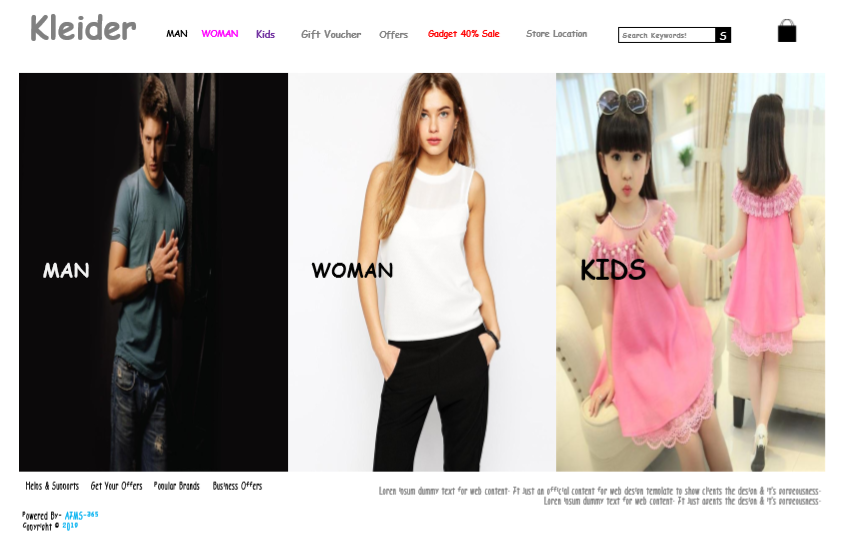 Kleider
MAN WOMAN Kids Gift Voucher Offers Gadget 40% Sale Store Location Search Keywords! S
MAN WOMAN KIDS
Helps & Supports Get Your Offers Popular Brands Business Offers
Loren ipsum dummy text for web content- It Just an official content for web design template to show clients the design & it's gorgeousness-
Loren ipsum dummy text for web content- It Just agents the design & it's gorgeousness-
Powered By- AFMS-365
Copyright © 2010